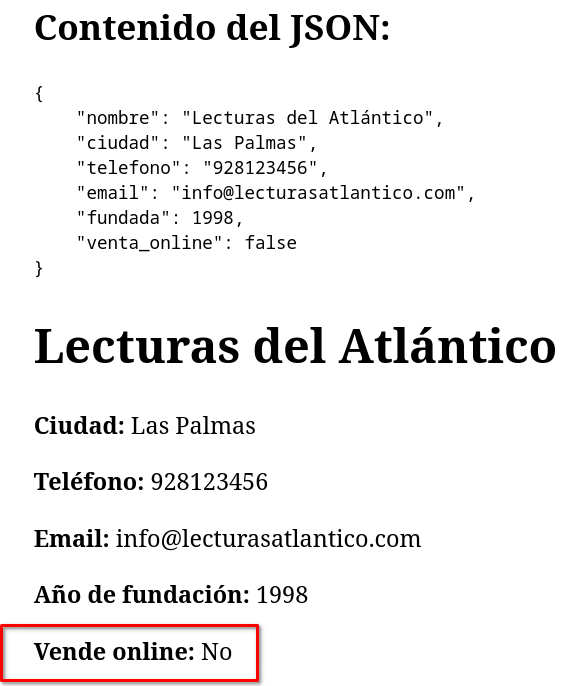 Contenido del JSON:
{
    "nombre": "Lecturas del Atlántico",
    "ciudad": "Las Palmas",
    "telefono": "928123456",
    "email": "info@lecturasatlantico.com",
    "fundada": 1998,
    "venta_online": false
}
Lecturas del Atlántico
Ciudad: Las Palmas
Teléfono: 928123456
Email: info@lecturasatlantico.com
Año de fundación: 1998
Vende online: No